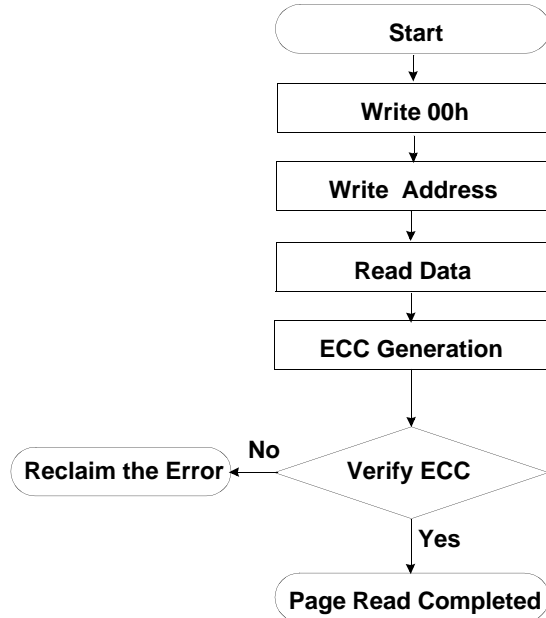 Start
Write 00h
Write Address
Read Data
ECC Generation
No
Reclaim the Error
Verify ECC
Yes
Page Read Completed